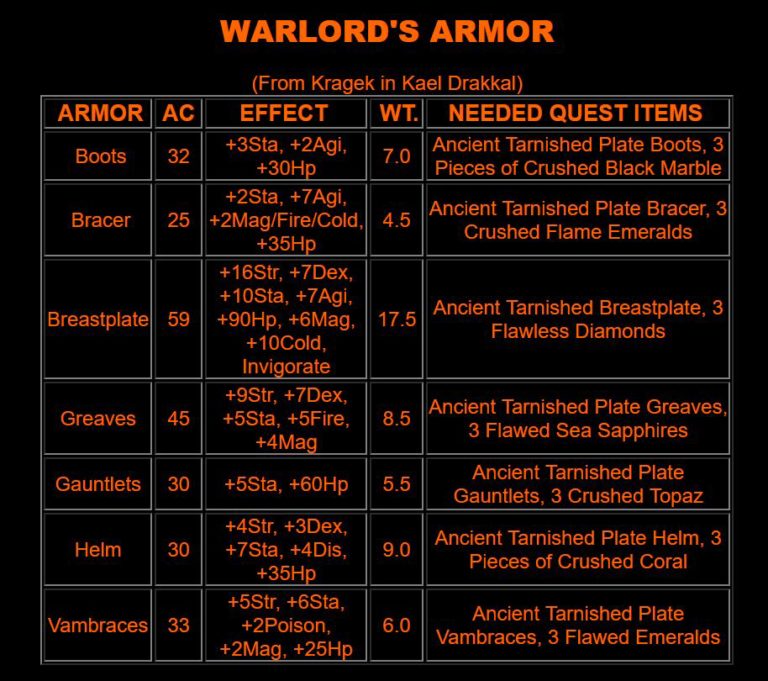 WARLORD'S ARMOR
(From Kragek in Kael Drakkal)
ARMOR AC EFFECT WT. NEEDED QUEST ITEMS
Boots 32 +3Sta, +2Agi, +30Hp 7.0 Ancient Tarnished Plate Boots, 3 Pieces of Crushed Black Marble
Bracer 25 +2Sta, +7Agi, +2Mag/Fire/Cold, +35Hp 4.5 Ancient Tarnished Plate Bracer, 3 Crushed Flame Emeralds
Breastplate 59 +16Str, +7Dex, +10Sta, +7Agi, +90Hp, +6Mag, +10Cold, Invigorate 17.5 Ancient Tarnished Breastplate, 3 Flawless Diamonds
Greaves 45 +9Str, +7Dex, +5Sta, +5Fire, +4Mag 8.5 Ancient Tarnished Plate Greaves, 3 Flawed Sea Sapphires
Gauntlets 30 +5Sta, +60Hp 5.5 Ancient Tarnished Plate Gauntlets, 3 Crushed Topaz
Helm 30 +4Str, +3Dex, +7Sta, +4Dis, +35Hp 9.0 Ancient Tarnished Plate Helm, 3 Pieces of Crushed Coral
Vambraces 33 +5Str, +6Sta, +2Poison, +2Mag, +25Hp 6.0 Ancient Tarnished Plate Vambraces, 3 Flawed Emeralds